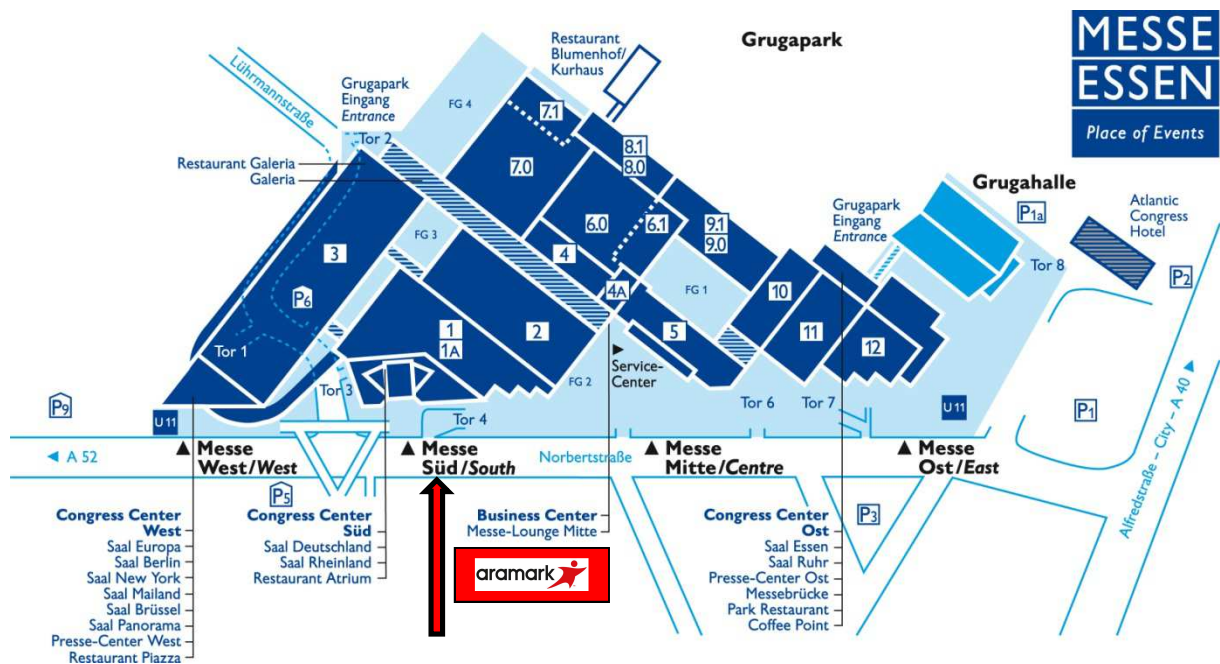 MESSE
ESSEN
Place of Events
Grugapark
Restaurant
Blumenhof/
Kurhaus
Lührmannstraße
Grugapark
Eingang
Entrance
FG 4
7.1
Tor 2
8.1
8.0
Restaurant Galeria
Galeria
7.0
Grugahalle
P1a
Atlantic
Congress
Hotel
Grugapark
Eingang
Entrance
6.0
6.1
9.1
9.0
FG 3
3
4
Tor 8
P2
P6
4A
FG 1
10
1
1A
2
5
11
12
Tor 1
Service-
Center
FG 2
Tor 3
P9
U 11
Tor 4
Tor 6
Tor 7
U 11
P1
A 52
Messe
West/West
Messe
Süd/South
Norbertstraße
Messe
Mitte/Centre
Messe
Ost/East
Alfredstraße – City – A 40
P5
P3
Congress Center
West
Saal Europa
Saal Berlin
Saal New York
Saal Mailand
Saal Brüssel
Saal Panorama
Presse-Center West
Restaurant Piazza
Congress Center
Süd
Saal Deutschland
Saal Rheinland
Restaurant Atrium
Business Center
Messe-Lounge Mitte
aramark
Congress Center
Ost
Saal Essen
Saal Ruhr
Presse-Center Ost
Messebrücke
Park Restaurant
Coffee Point